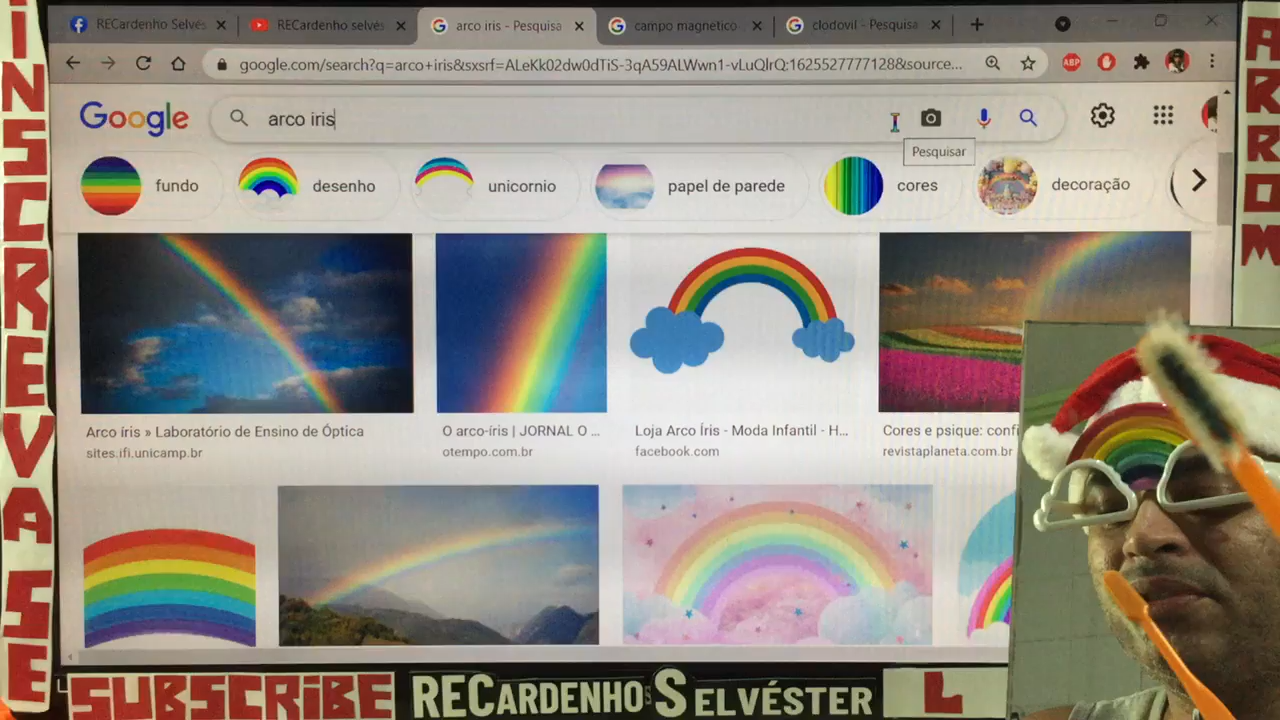 RECardenho Selvés
RECardenho selvés
arco iris - Pesquisa
campo magnético
clodovil - Pesquisa
google.com/search?q=arco+iris&sxsrf=ALeKk02dw0dTiS-3qA59ALWwn1-vLuQlrQ:1625527777128&source...
ABP
Google
arco iris
Pesquisar
fundo
desenho
unicornio
papel de parede
cores
decoração
Arco íris » Laboratório de Ensino de Óptica
sites.ifi.unicamp.br
O arco-íris | JORNAL O ...
otempo.com.br
Loja Arco Íris - Moda Infantil - H...
facebook.com
Cores e psique: confi
revistaplaneta.com.br
INSCREVA SE
ARROM
SUBSCRiBE
RECARDENHO SELVÉSTER
L